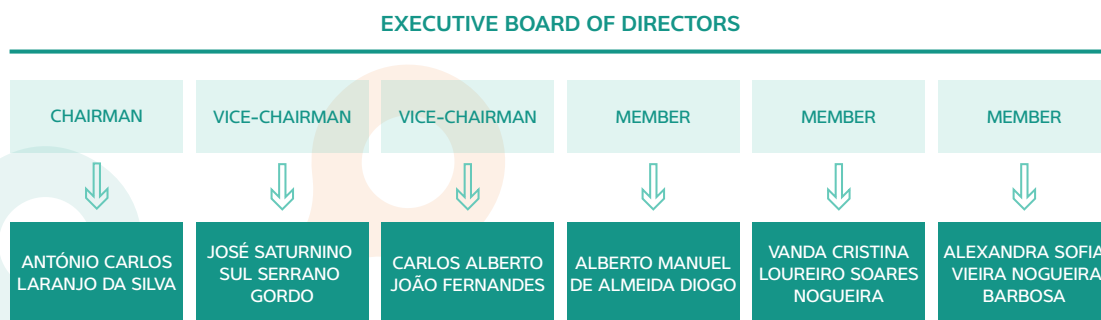 EXECUTIVE BOARD OF DIRECTORS
CHAIRMAN
VICE-CHAIRMAN
VICE-CHAIRMAN
MEMBER
MEMBER
MEMBER
ANTÓNIO CARLOS
LARANJO DA SILVA
JOSÉ SATURNINO
SUL SERRANO
GORDO
CARLOS ALBERTO
JOÃO FERNANDES
ALBERTO MANUEL
DE ALMEIDA DIOGO
VANDA CRISTINA
LOUREIRO SOARES
NOGUEIRA
ALEXANDRA SOFIA
VIEIRA NOGUEIRA
BARBOSA